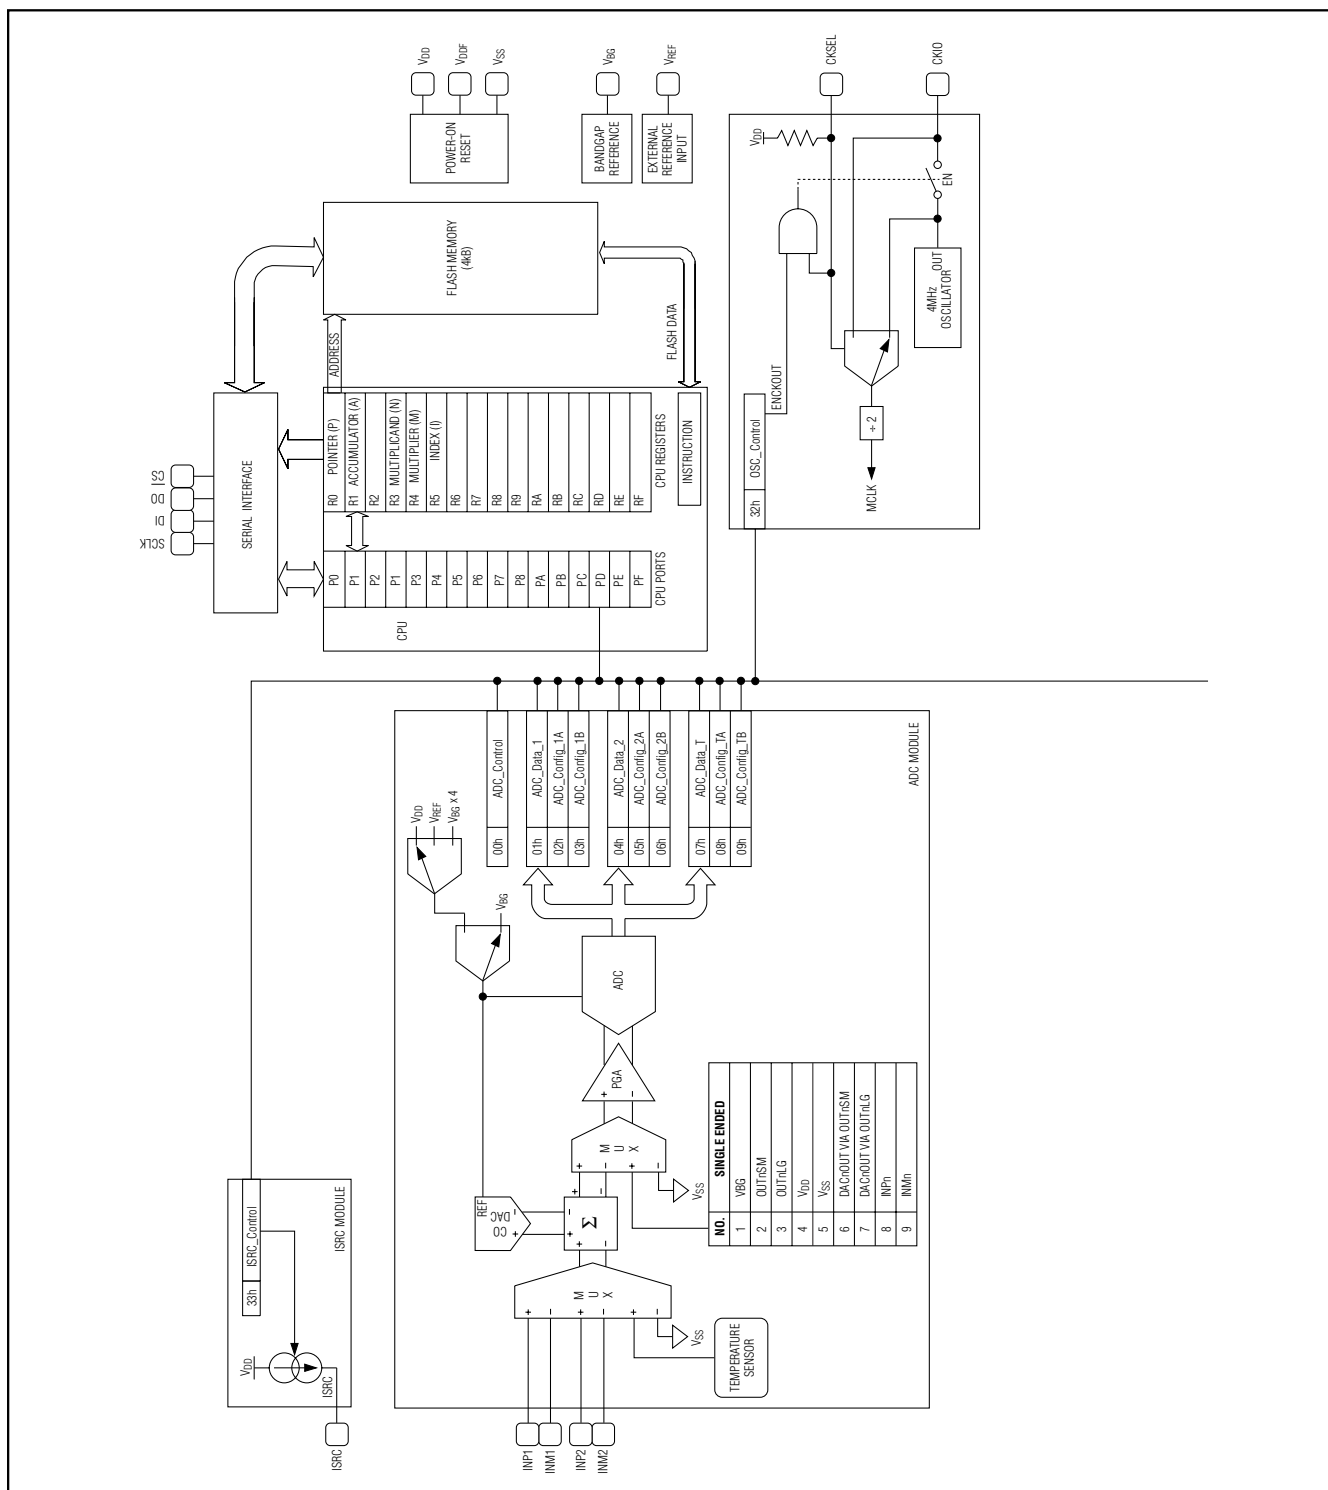 VDD
VDDF
VSS
POWER-ON
RESET
VBG
BANDGAP
REFERENCE
VREF
EXTERNAL
REFERENCE
INPUT
CKSEL
CKIO
VDD
EN
OUT
4MHz
OSCILLATOR
ENCKOUT
÷ 2
MCLK
32h OSC_Control
FLASH MEMORY
(4kB)
ADDRESS
FLASH DATA
CS
DO
DI
SCLK
SERIAL INTERFACE
R0 POINTER (P)
R1 ACCUMULATOR (A)
R2
R3 MULTIPLICAND (N)
R4 MULTIPLIER (M)
R5 INDEX (I)
R6
R7
R8
R9
RA
RB
RC
RD
RE
RF
CPU REGISTERS
INSTRUCTION
P0
P1
P2
P1
P3
P4
P5
P6
P7
P8
PA
PB
PC
PD
PE
PF
CPU PORTS
CPU
00h ADC_Control
01h ADC_Data_1
02h ADC_Config_1A
03h ADC_Config_1B
04h ADC_Data_2
05h ADC_Config_2A
06h ADC_Config_2B
07h ADC_Data_T
08h ADC_Config_TA
09h ADC_Config_TB
ADC MODULE
VDD
VREF
VBG x 4
VBG
ADC
PGA
+
–
MUX
+
–
+
–
VSS
REF
CO
DAC
+
–
Σ
+
–
+
–
+
–
MUX
+
–
+
–
+
–
VSS
TEMPERATURE
SENSOR
NO. SINGLE ENDED
1 VBG
2 OUTnSM
3 OUTnLG
4 VDD
5 VSS
6 DACnOUT VIA OUTnSM
7 DACnOUT VIA OUTnLG
8 INPn
9 INMn
INP1
INM1
INP2
INM2
33h ISRC_Control
ISRC MODULE
VDD
ISRC
ISRC